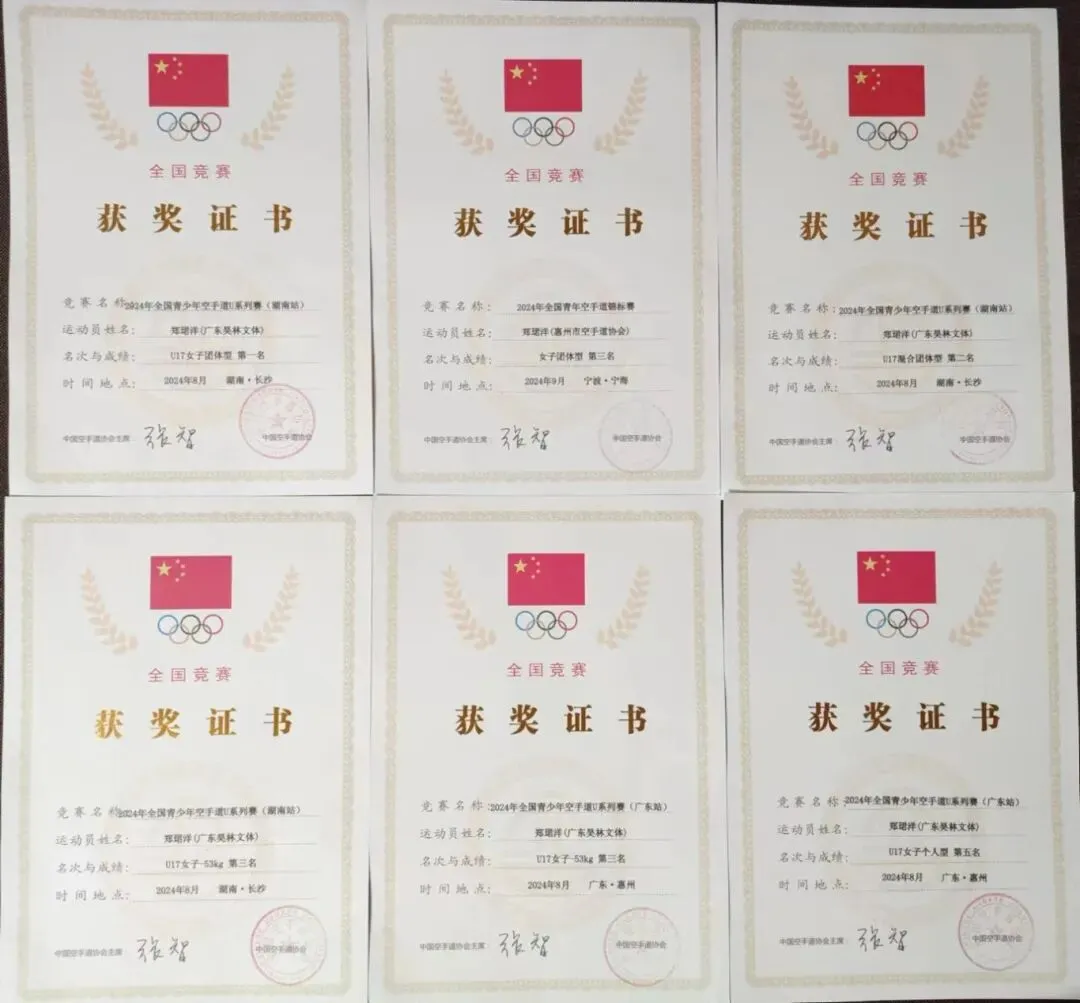 全国竞赛
获奖证书
竞赛名称：2024年全国青少年空手道U系列赛（湖南站）
运动员姓名：郑珺洋(广东昊林文体)
名次与成绩：U17女子团体型 第一名
时间地点：2024年8月 湖南·长沙
中国空手道协会主席：张智
中国空手道协会
全国竞赛
获奖证书
竞赛名称：2024年全国青年空手道锦标赛
运动员姓名：郑珺洋(惠州市空手道协会)
名次与成绩：女子团体型 第三名
时间地点：2024年9月 宁波·宁海
中国空手道协会主席：张智
中国空手道协会
全国竞赛
获奖证书
竞赛名称：2024年全国青少年空手道U系列赛（湖南站）
运动员姓名：郑珺洋(广东昊林文体)
名次与成绩：U17混合团体型 第二名
时间地点：2024年8月 湖南·长沙
中国空手道协会主席：张智
中国空手道协会
全国竞赛
获奖证书
竞赛名称：2024年全国青少年空手道U系列赛（湖南站）
运动员姓名：郑珺洋(广东昊林文体)
名次与成绩：U17女子-53kg 第三名
时间地点：2024年8月 湖南·长沙
中国空手道协会主席：张智
中国空手道协会
全国竞赛
获奖证书
竞赛名称：2024年全国青少年空手道U系列赛（广东站）
运动员姓名：郑珺洋(广东昊林文体)
名次与成绩：U17女子-53kg 第三名
时间地点：2024年8月 广东·惠州
中国空手道协会主席：张智
中国空手道协会
全国竞赛
获奖证书
竞赛名称：2024年全国青少年空手道U系列赛（广东站）
运动员姓名：郑珺洋(广东昊林文体)
名次与成绩：U17女子个人型 第五名
时间地点：2024年8月 广东·惠州
中国空手道协会主席：张智
中国空手道协会